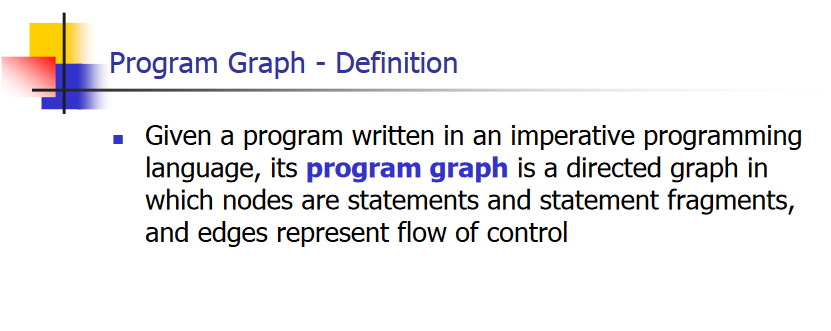 Program Graph - Definition
Given a program written in an imperative programming
language, its program graph is a directed graph in
which nodes are statements and statement fragments,
and edges represent flow of control